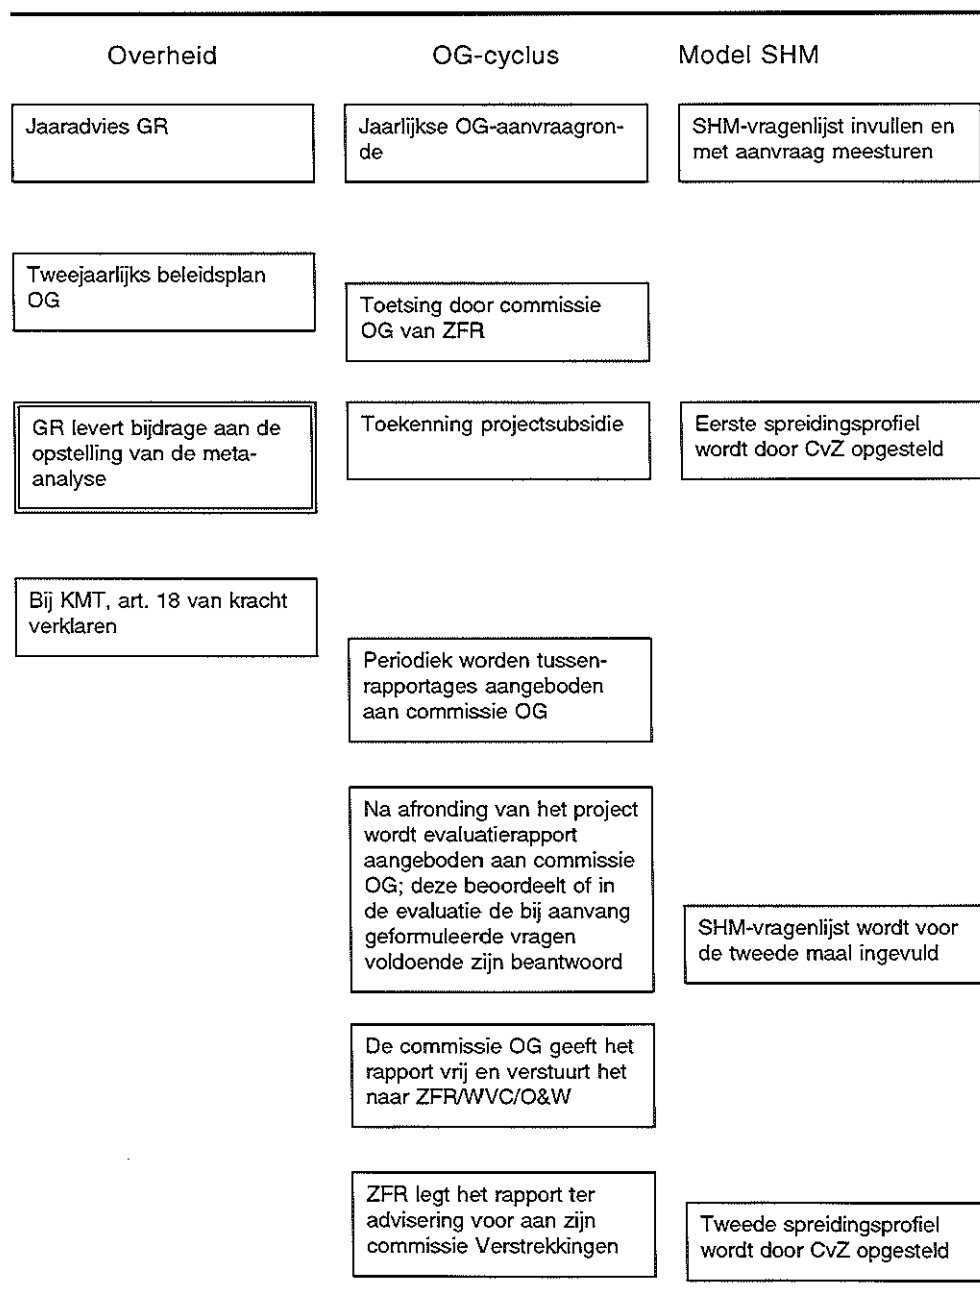 Overheid
OG-cyclus
Model SHM
Jaaradvies GR
Jaarlijkse OG-aanvraagron-
de
SHM-vragenlijst invullen en
met aanvraag meesturen
Tweejaarlijks beleidsplan
OG
Toetsing door commissie
OG van ZFR
GR levert bijdrage aan de
opstelling van de meta-
analyse
Toekenning projectsubsidie
Eerste spreidingsprofiel
wordt door CvZ opgesteld
Bij KMT, art. 18 van kracht
verklaren
Periodiek worden tussen-
rapportages aangeboden
aan commissie OG
Na afronding van het project
wordt evaluatierapport
aangeboden aan commissie
OG; deze beoordeelt of in
de evaluatie de bij aanvang
geformuleerde vragen
voldoende zijn beantwoord
SHM-vragenlijst wordt voor
de tweede maal ingevuld
De commissie OG geeft het
rapport vrij en verstuurt het
naar ZFR/WVC/O&W
ZFR legt het rapport ter
advisering voor aan zijn
commissie Verstrekkingen
Tweede spreidingsprofiel
wordt door CvZ opgesteld